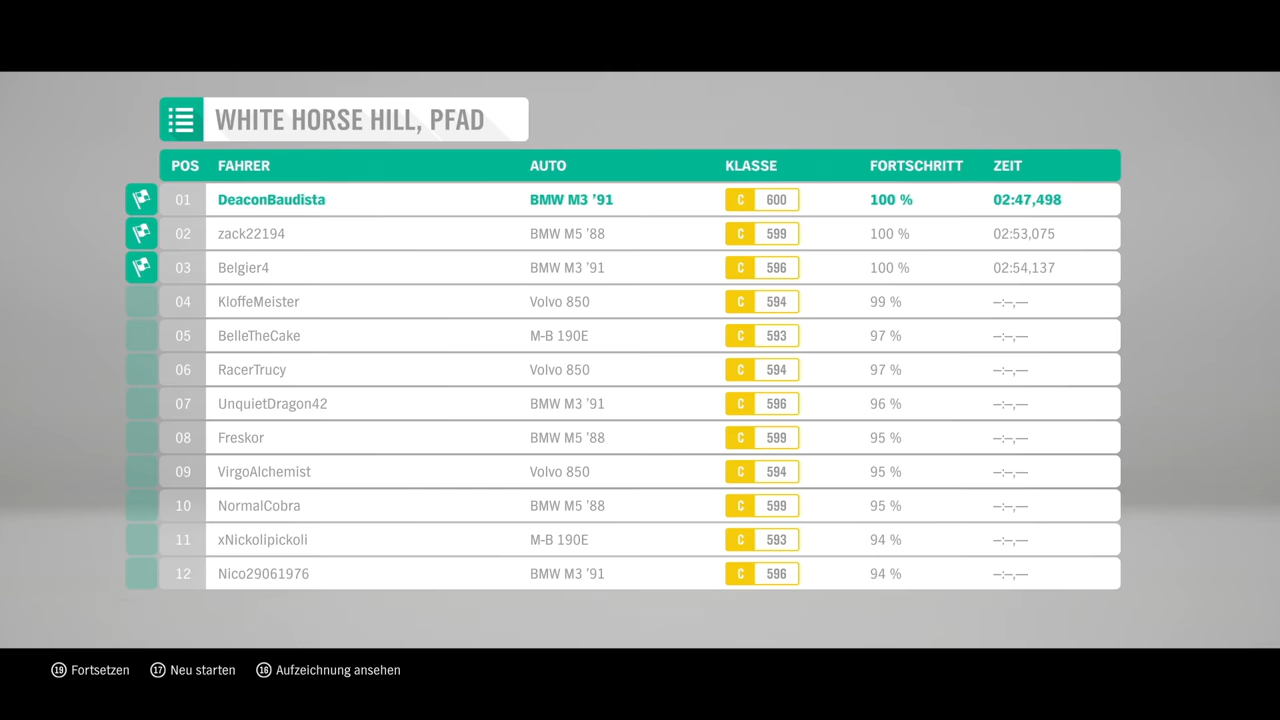 WHITE HORSE HILL, PFAD
POS FAHRER AUTO KLASSE FORTSCHRITT ZEIT
01 DeaconBaudista BMW M3 ’91 C 600 100 % 02:47,498
02 zack22194 BMW M5 ’88 C 599 100 % 02:53,075
03 Belgier4 BMW M3 ’91 C 596 100 % 02:54,137
04 KloffeMeister Volvo 850 C 594 99 % –:–,–
05 BelleTheCake M-B 190E C 593 97 % –:–,–
06 RacerTrucy Volvo 850 C 594 97 % –:–,–
07 UnquietDragon42 BMW M3 ’91 C 596 96 % –:–,–
08 Freskor BMW M5 ’88 C 599 95 % –:–,–
09 VirgoAlchemist Volvo 850 C 594 95 % –:–,–
10 NormalCobra BMW M5 ’88 C 599 95 % –:–,–
11 xNickolipickoli M-B 190E C 593 94 % –:–,–
12 Nico29061976 BMW M3 ’91 C 596 94 % –:–,–
19 Fortsetzen 17 Neu starten 16 Aufzeichnung ansehen